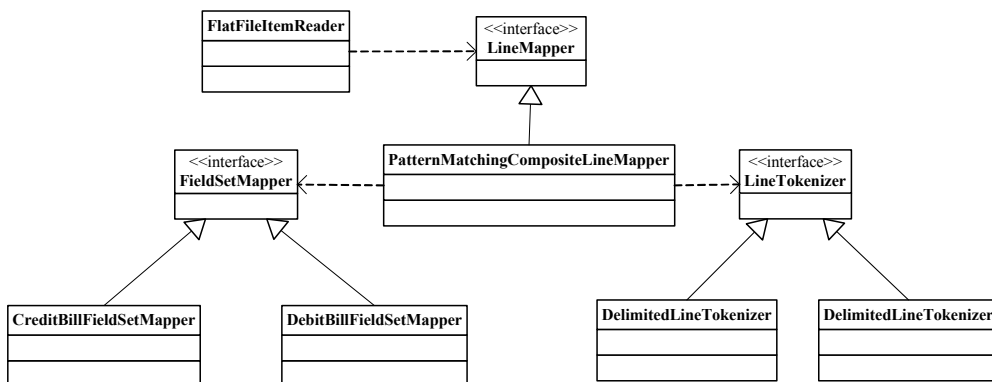 FlatFileItemReader
<<interface>>
LineMapper
<<interface>>
FieldSetMapper
PatternMatchingCompositeLineMapper
<<interface>>
LineTokenizer
CreditBillFieldSetMapper
DebitBillFieldSetMapper
DelimitedLineTokenizer
DelimitedLineTokenizer